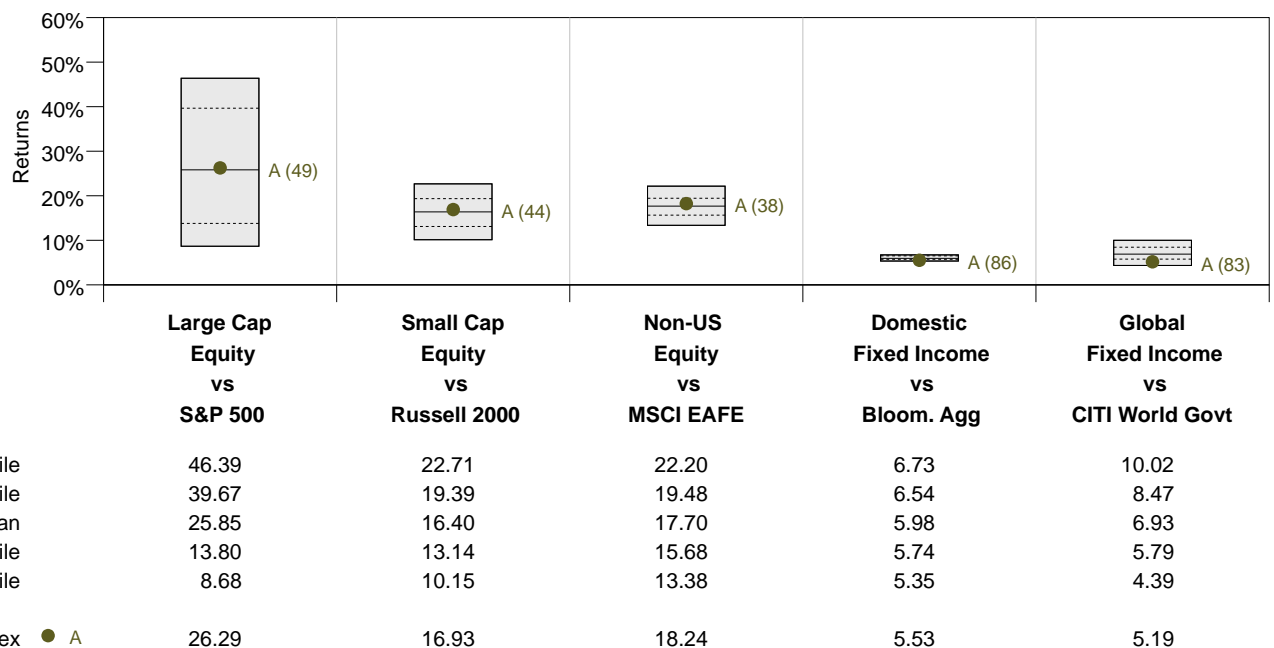 60%
50%
40%
30%
20%
10%
0%
Returns
A (49)
A (44)
A (38)
A (86)
A (83)
Large Cap
Equity
vs
S&P 500
Small Cap
Equity
vs
Russell 2000
Non-US
Equity
vs
MSCI EAFE
Domestic
Fixed Income
vs
Bloom. Agg
Global
Fixed Income
vs
CITI World Govt
ile 46.39 22.71 22.20 6.73 10.02
ile 39.67 19.39 19.48 6.54 8.47
an 25.85 16.40 17.70 5.98 6.93
ile 13.80 13.14 15.68 5.74 5.79
ile 8.68 10.15 13.38 5.35 4.39
ex A 26.29 16.93 18.24 5.53 5.19